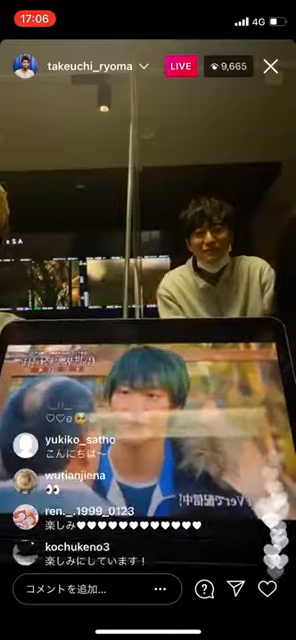 17:06
4G
takeuchi_ryoma
LIVE
9,665
yukiko_satho
こんにちは〜
wutianjiena
👀
ren._.1999_0123
楽しみ♥♥♥♥♥♥♥♥♥♥♥♥
kochukeno3
楽しみにしています！
コメントを追加...